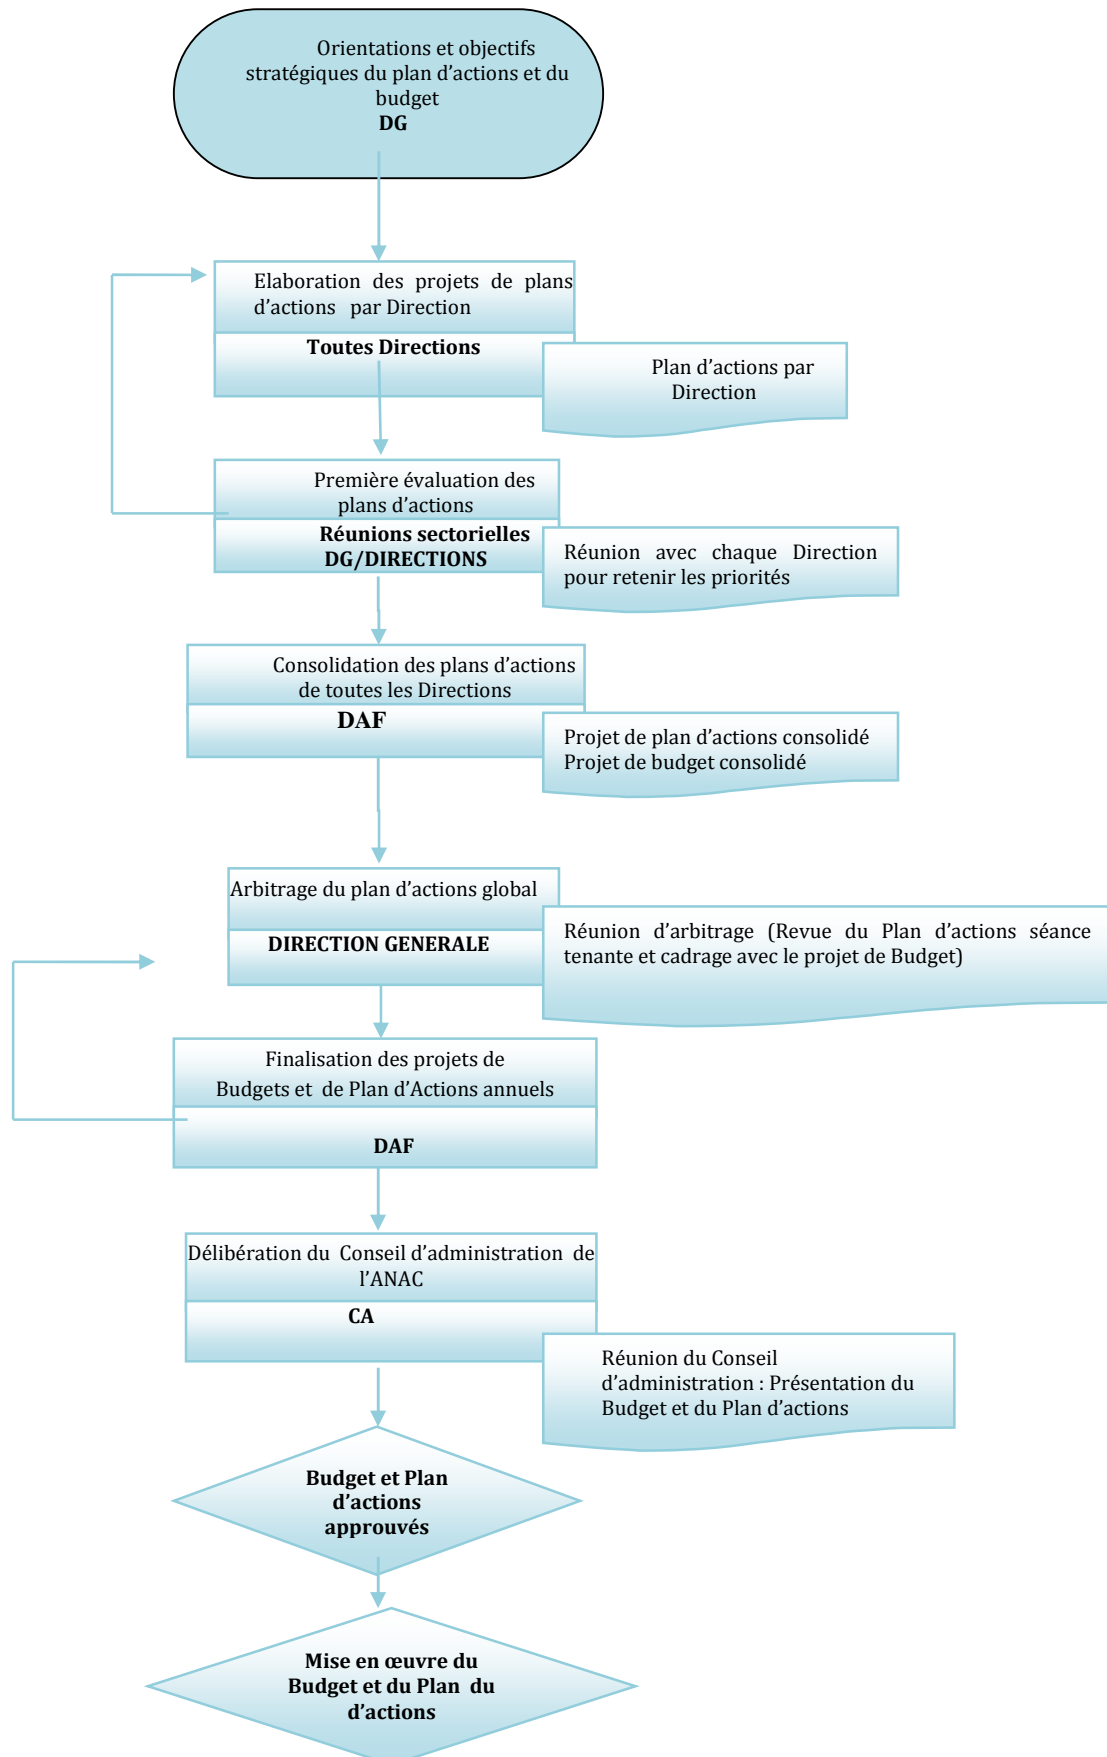 Orientations et objectifs
stratégiques du plan d’actions et du
budget
DG
Elaboration des projets de plans
d’actions par Direction
Toutes Directions
Plan d’actions par
Direction
Première évaluation des
plans d’actions
Réunions sectorielles
DG/DIRECTIONS
Réunion avec chaque Direction
pour retenir les priorités
Consolidation des plans d’actions
de toutes les Directions
DAF
Projet de plan d’actions consolidé
Projet de budget consolidé
Arbitrage du plan d’actions global
DIRECTION GENERALE
Réunion d’arbitrage (Revue du Plan d’actions séance
tenante et cadrage avec le projet de Budget)
Finalisation des projets de
Budgets et de Plan d’Actions annuels
DAF
Délibération du Conseil d’administration de
l’ANAC
CA
Réunion du Conseil
d’administration : Présentation du
Budget et du Plan d’actions
Budget et Plan
d’actions
approuvés
Mise en œuvre du
Budget et du Plan du
d’actions